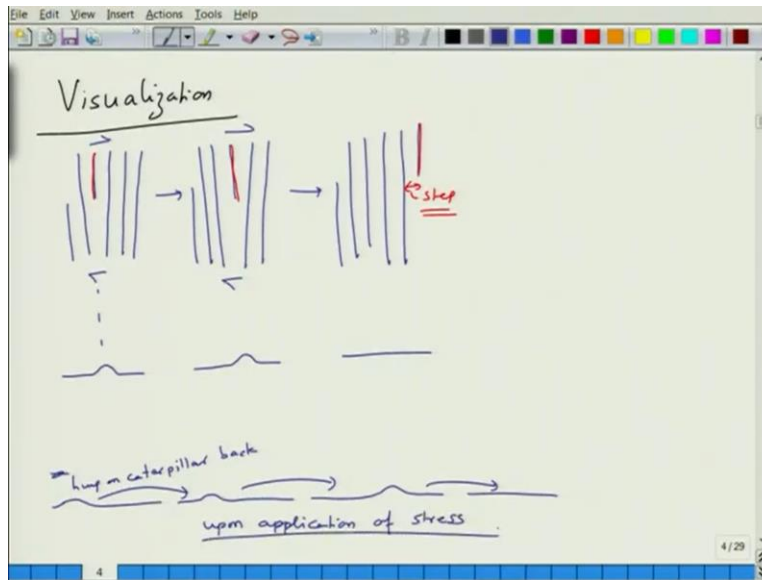 File Edit View Insert Actions Tools Help
B I
Visualization
step
hump on caterpillar back
upon application of stress
4/29
4